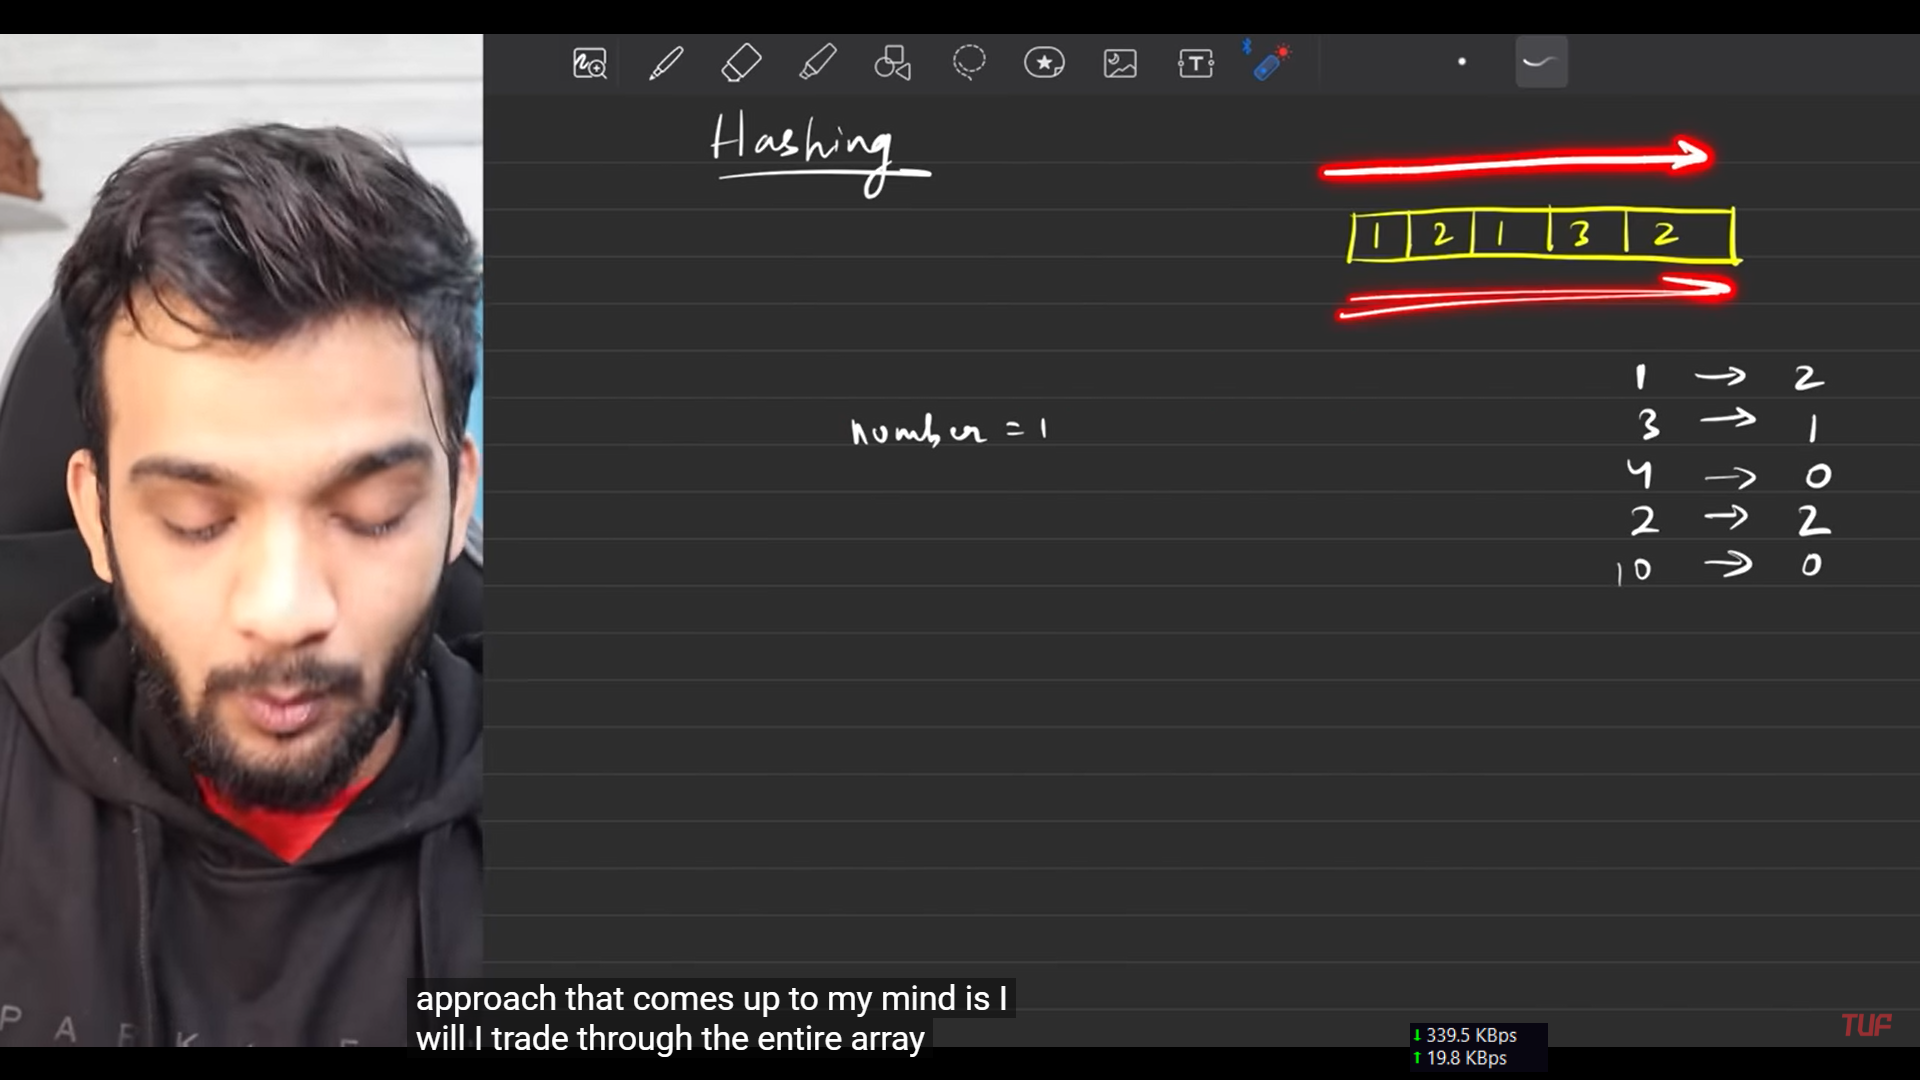 Hashing
1 2 1 3 2
number = 1
1 → 2
3 → 1
4 → 0
2 → 2
10 → 0
approach that comes up to my mind is I
will I trade through the entire array
↓ 339.5 KBps
↑ 19.8 KBps
TUF